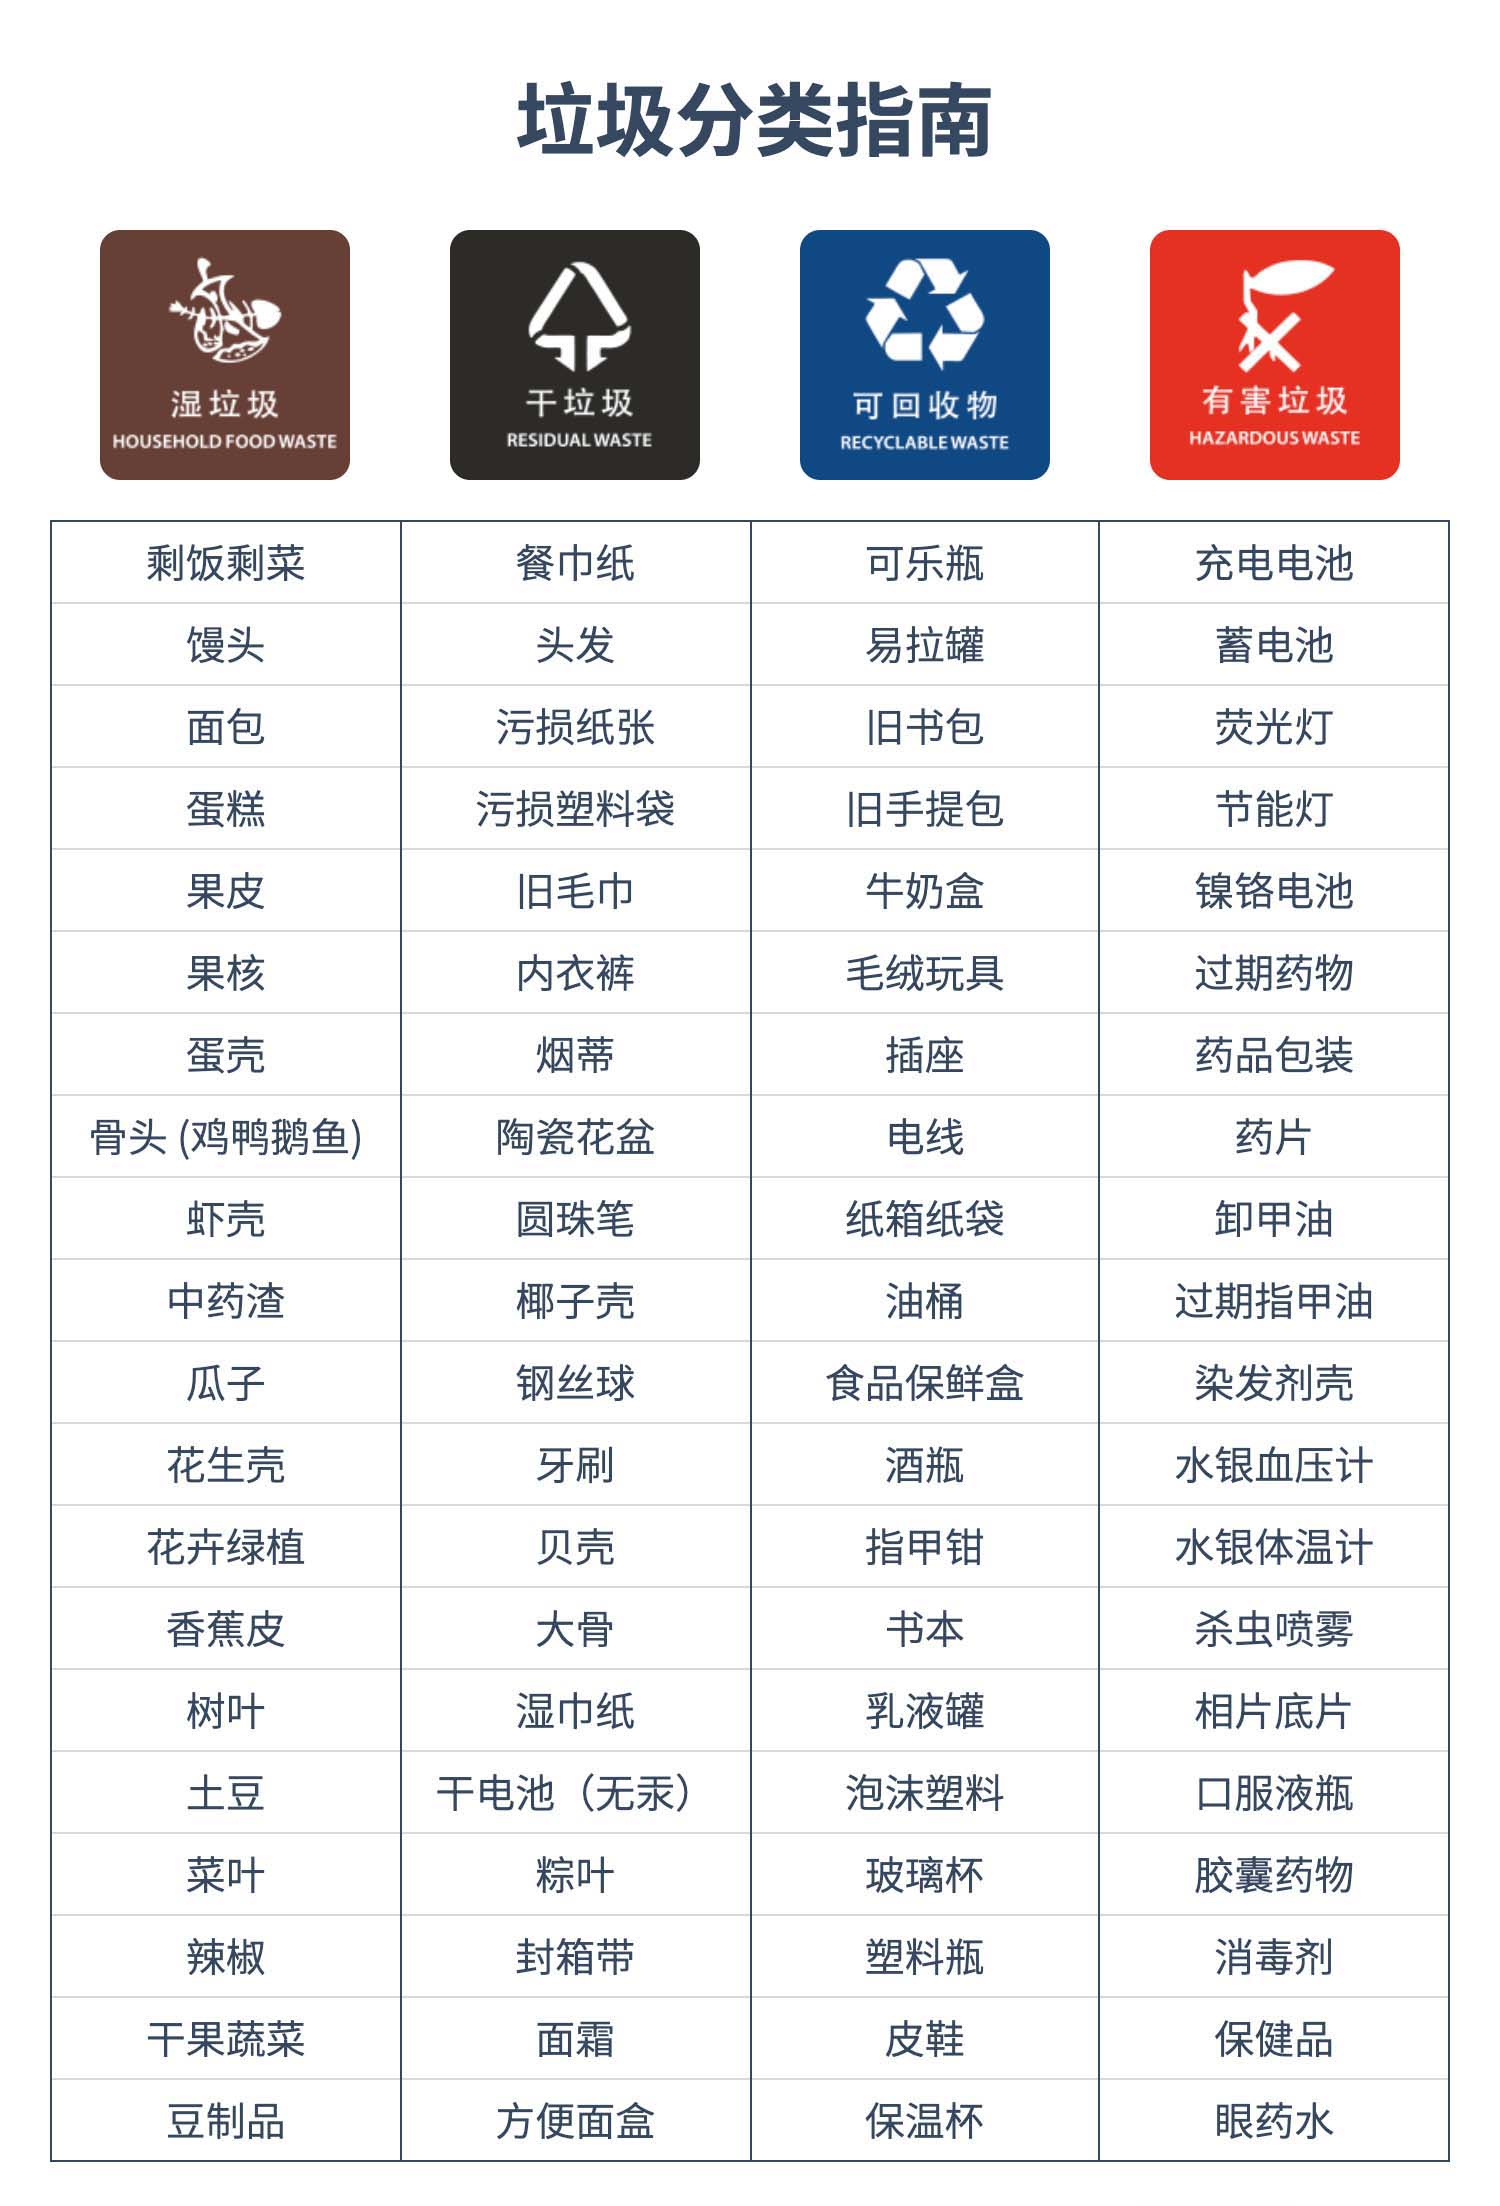 垃圾分类指南
湿垃圾 干垃圾 可回收物 有害垃圾
HOUSEHOLD FOOD WASTE RESIDUAL WASTE RECYCLABLE WASTE HAZARDOUS WASTE
剩饭剩菜 餐巾纸 可乐瓶 充电电池
馒头 头发 易拉罐 蓄电池
面包 污损纸张 旧书包 荧光灯
蛋糕 污损塑料袋 旧手提包 节能灯
果皮 旧毛巾 牛奶盒 镍铬电池
果核 内衣裤 毛绒玩具 过期药物
蛋壳 烟蒂 插座 药品包装
骨头 (鸡鸭鹅鱼) 陶瓷花盆 电线 药片
虾壳 圆珠笔 纸箱纸袋 卸甲油
中药渣 椰子壳 油桶 过期指甲油
瓜子 钢丝球 食品保鲜盒 染发剂壳
花生壳 牙刷 酒瓶 水银血压计
花卉绿植 贝壳 指甲钳 水银体温计
香蕉皮 大骨 书本 杀虫喷雾
树叶 湿巾纸 乳液罐 相片底片
土豆 干电池（无汞） 泡沫塑料 口服液瓶
菜叶 粽叶 玻璃杯 胶囊药物
辣椒 封箱带 塑料瓶 消毒剂
干果蔬菜 面霜 皮鞋 保健品
豆制品 方便面盒 保温杯 眼药水